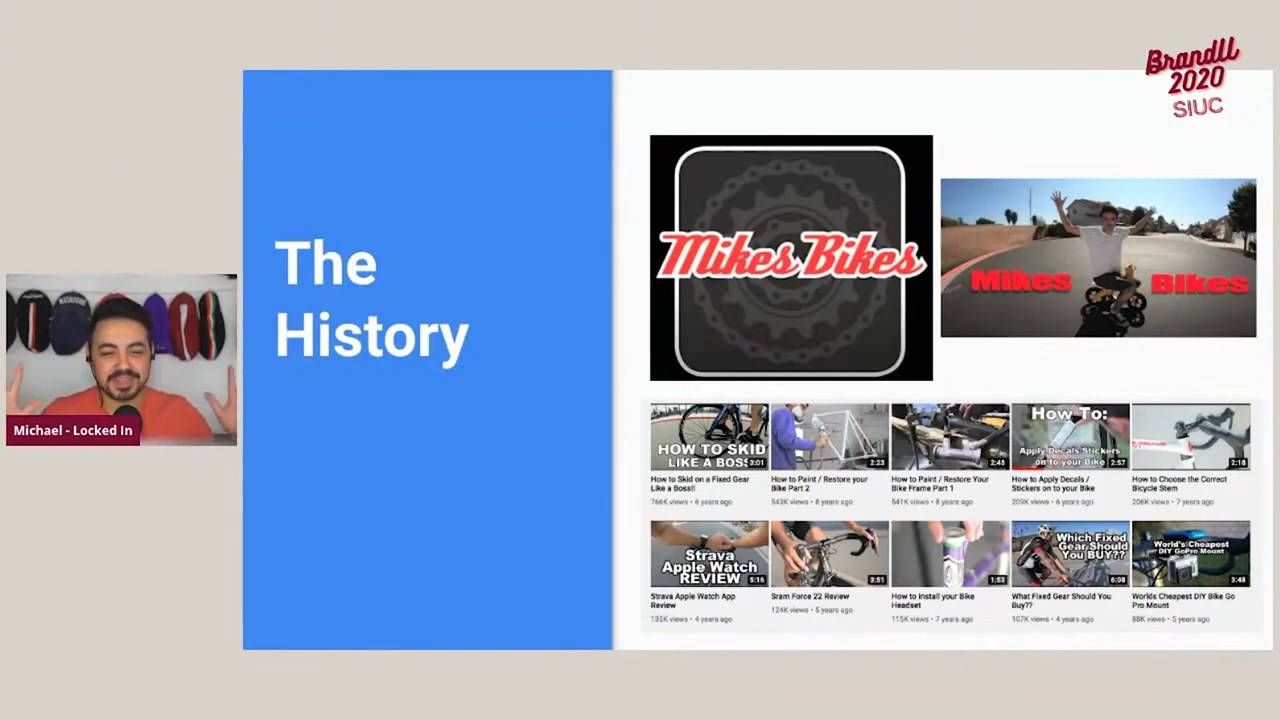 BrandU
2020
SIUC
The
History
Michael - Locked In
Mikes Bikes
Mikes Bikes
HOW TO SKID
LIKE A BOSS
3:01
How to Skid on a Fixed Gear
Like a Boss!!
766K views • 6 years ago
2:23
How to Paint / Restore your
Bike Part 2
543K views • 8 years ago
2:45
How to Paint / Restore Your
Bike Frame Part 1
541K views • 8 years ago
How To:
Apply Decals Stickers
on to your Bike
2:57
How to Apply Decals /
Stickers on to your Bike
209K views • 6 years ago
2:18
How to Choose the Correct
Bicycle Stem
206K views • 7 years ago
Strava
Apple Watch
REVIEW
5:16
Strava Apple Watch App
Review
135K views • 4 years ago
3:51
Sram Force 22 Review
124K views • 5 years ago
1:53
How to Install your Bike
Headset
115K views • 7 years ago
Which Fixed
Gear Should
You BUY??
6:08
What Fixed Gear Should You
Buy??
107K views • 4 years ago
World's Cheapest
DIY GoPro Mount
3:48
Worlds Cheapest DIY Bike Go
Pro Mount
88K views • 5 years ago